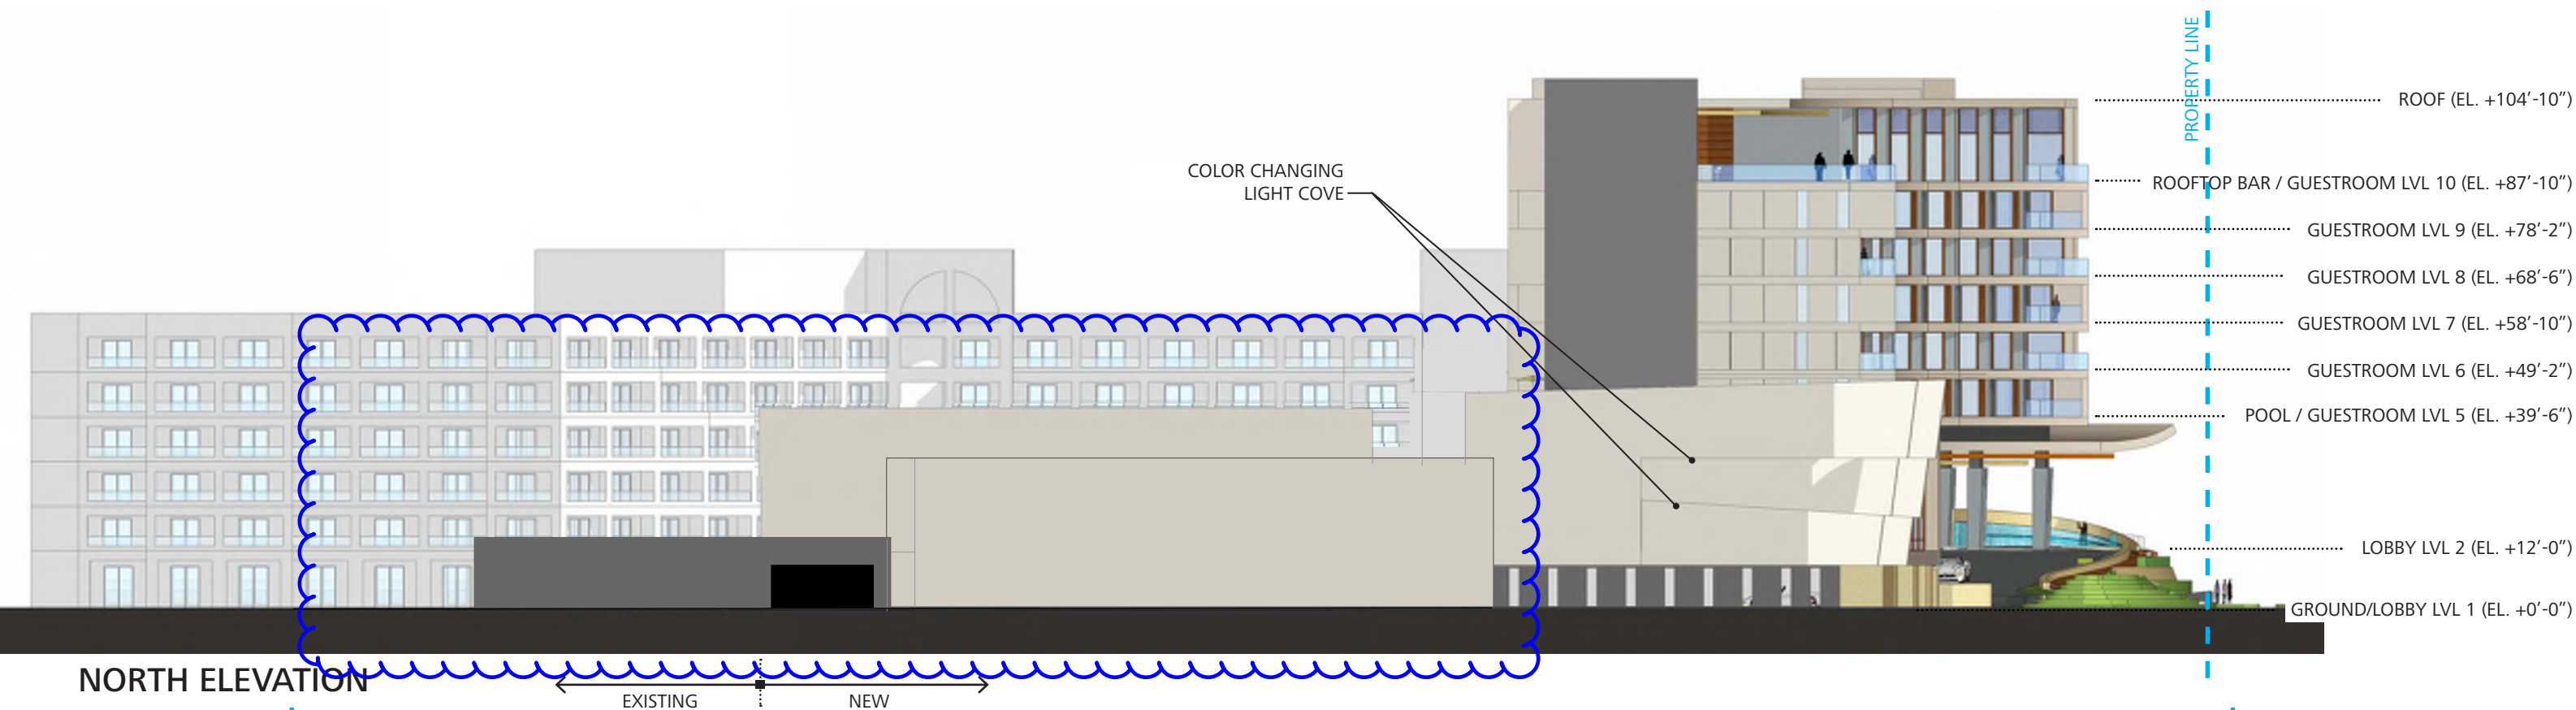 PROPERTY LINE
ROOF (EL. +104’-10”)
COLOR CHANGING
LIGHT COVE
ROOFTOP BAR / GUESTROOM LVL 10 (EL. +87’-10”)
GUESTROOM LVL 9 (EL. +78’-2”)
GUESTROOM LVL 8 (EL. +68’-6”)
GUESTROOM LVL 7 (EL. +58’-10”)
GUESTROOM LVL 6 (EL. +49’-2”)
POOL / GUESTROOM LVL 5 (EL. +39’-6”)
LOBBY LVL 2 (EL. +12’-0”)
GROUND/LOBBY LVL 1 (EL. +0’-0”)
NORTH ELEVATION
EXISTING
NEW